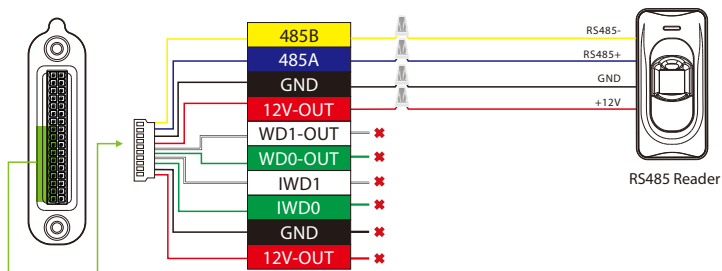 485B
485A
GND
12V-OUT
WD1-OUT
WD0-OUT
IWD1
IWD0
GND
12V-OUT
RS485-
RS485+
GND
+12V
RS485 Reader